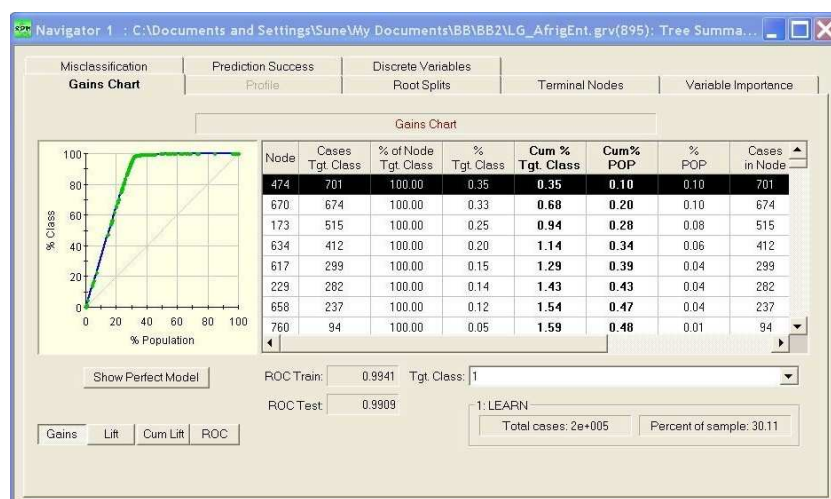 SPM Navigator 1 : C:\Documents and Settings\Sune\My Documents\BB\BB2\LG_AfrigEnt.grv(895): Tree Summa...
Misclassification Prediction Success Discrete Variables
Gains Chart Profile Root Splits Terminal Nodes Variable Importance
Gains Chart
% Class
100
80
60
40
20
0
0 20 40 60 80 100
% Population
Node Cases Tgt. Class % of Node Tgt. Class % Tgt. Class Cum % Tgt. Class Cum% POP % POP Cases in Node
474 701 100.00 0.35 0.35 0.10 0.10 701
670 674 100.00 0.33 0.68 0.20 0.10 674
173 515 100.00 0.25 0.94 0.28 0.08 515
634 412 100.00 0.20 1.14 0.34 0.06 412
617 299 100.00 0.15 1.29 0.39 0.04 299
229 282 100.00 0.14 1.43 0.43 0.04 282
658 237 100.00 0.12 1.54 0.47 0.04 237
760 94 100.00 0.05 1.59 0.48 0.01 94
Show Perfect Model ROC Train: 0.9941 Tgt. Class: 1
ROC Test: 0.9909
1: LEARN
Total cases: 2e+005 Percent of sample: 30.11
Gains Lift Cum Lift ROC